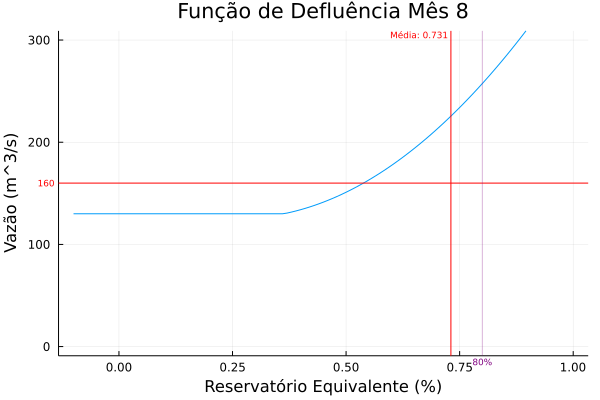 Função de Defluência Mês 8
Média: 0.731
300
200
160
100
0
Vazão (m^3/s)
0.00
0.25
0.50
0.75
80%
1.00
Reservatório Equivalente (%)